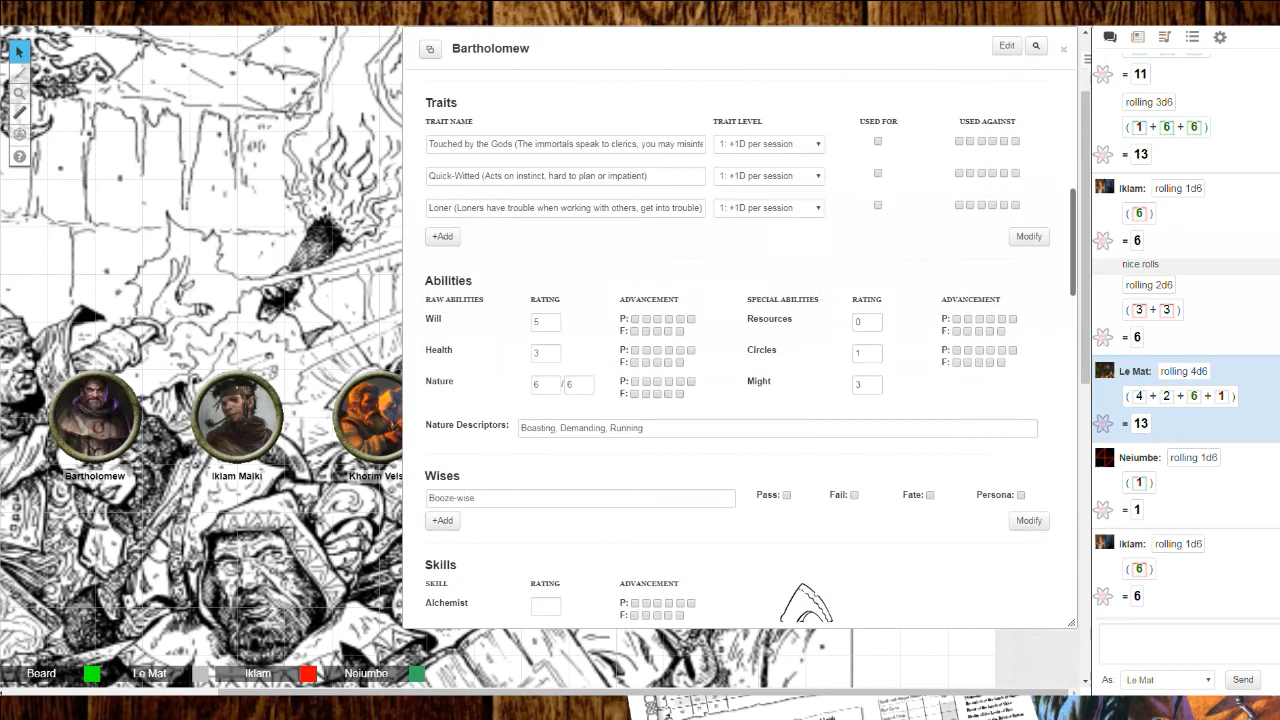 Bartholomew
Edit
Traits
TRAIT NAME TRAIT LEVEL USED FOR USED AGAINST
Touched by the Gods (The immortals speak to clerics, you may misinte 1: +1D per session
Quick-Witted (Acts on instinct, hard to plan or impatient) 1: +1D per session
Loner (Loners have trouble when working with others, get into trouble) 1: +1D per session
+Add Modify
Abilities
RAW ABILITIES RATING ADVANCEMENT SPECIAL ABILITIES RATING ADVANCEMENT
Will 5 P: Resources 0 P:
F: F:
Health 3 P: Circles 1 P:
F: F:
Nature 6 / 6 P: Might 3
F:
Nature Descriptors: Boasting, Demanding, Running
Wises
Booze-wise Pass: Fail: Fate: Persona:
+Add Modify
Skills
SKILL RATING ADVANCEMENT
Alchemist P:
F:
Bartholomew Iklam Malki Khorim Vels
Beard Le Mat Iklam Neiumbe
= 11
rolling 3d6
( 1 + 6 + 6 )
= 13
Iklam: rolling 1d6
( 6 )
= 6
nice rolls
rolling 2d6
( 3 + 3 )
= 6
Le Mat: rolling 4d6
( 4 + 2 + 6 + 1 )
= 13
Neiumbe: rolling 1d6
( 1 )
= 1
Iklam: rolling 1d6
( 6 )
= 6
As: Le Mat Send